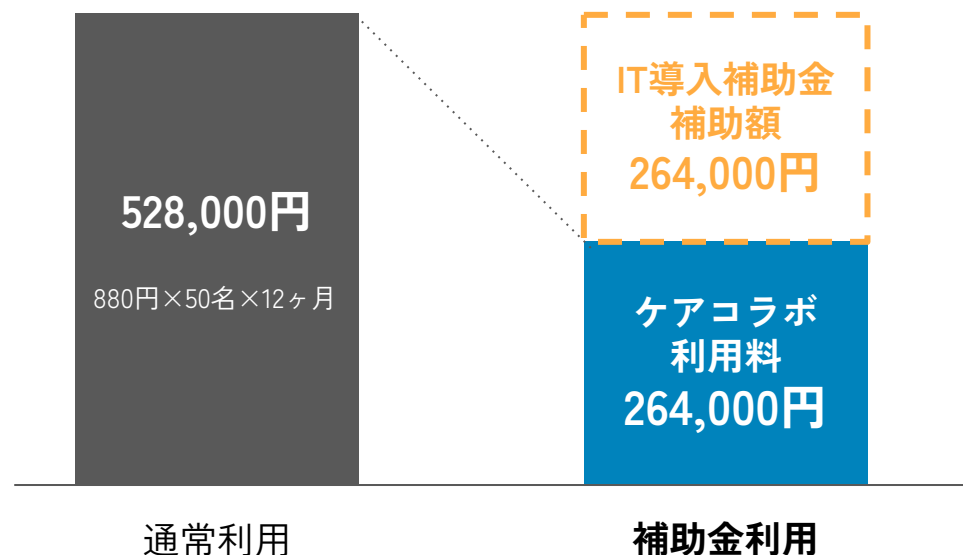 528,000円
880円×50名×12ヶ月
IT導入補助金
補助額
264,000円
ケアコラボ
利用料
264,000円
通常利用
補助金利用